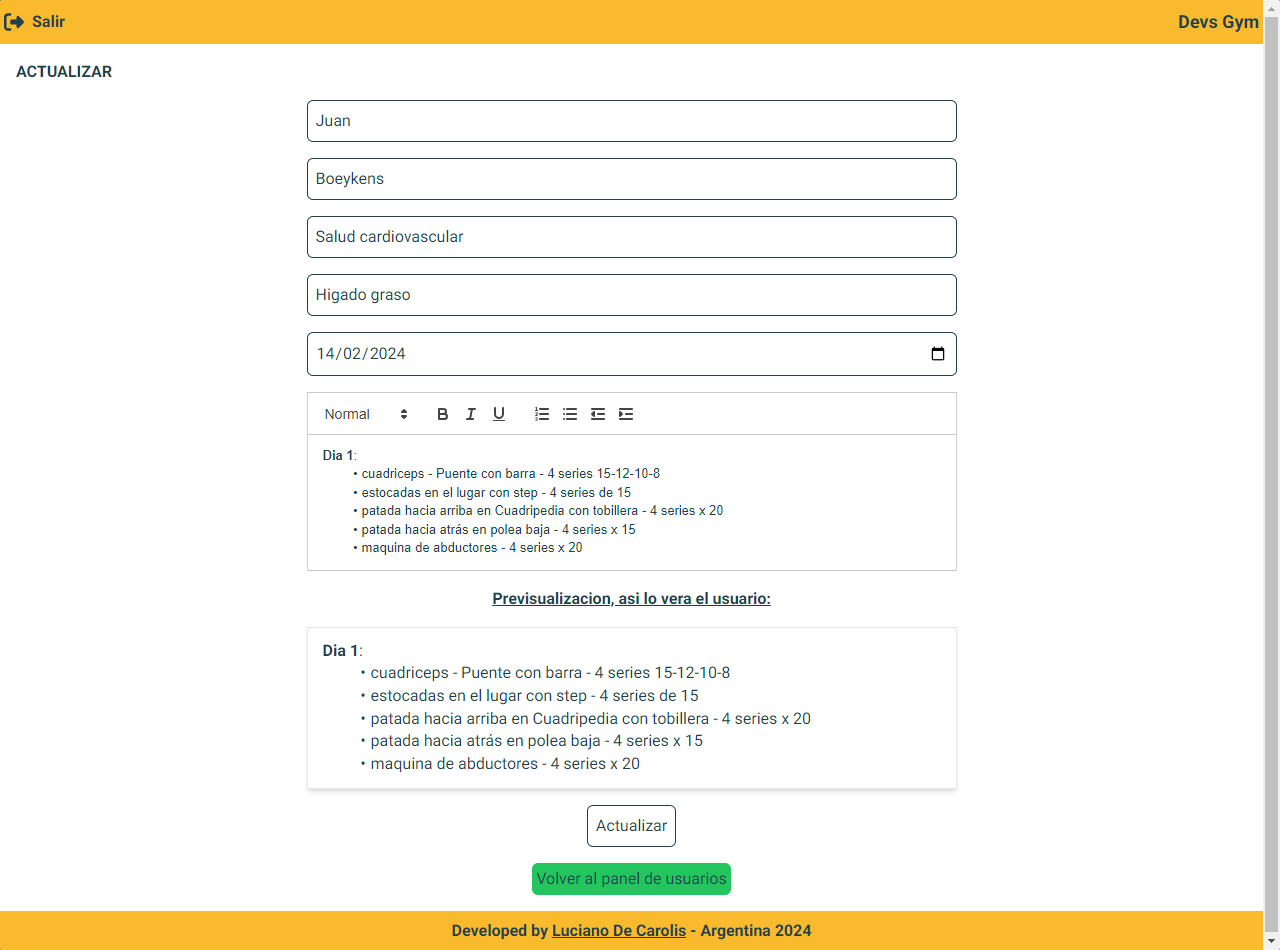 Salir
Devs Gym
ACTUALIZAR
Juan
Boeykens
Salud cardiovascular
Higado graso
14/02/2024
Normal B I U
Dia 1:
• cuadriceps - Puente con barra - 4 series 15-12-10-8
• estocadas en el lugar con step - 4 series de 15
• patada hacia arriba en Cuadripedia con tobillera - 4 series x 20
• patada hacia atrás en polea baja - 4 series x 15
• maquina de abductores - 4 series x 20
Previsualizacion, asi lo vera el usuario:
Dia 1:
• cuadriceps - Puente con barra - 4 series 15-12-10-8
• estocadas en el lugar con step - 4 series de 15
• patada hacia arriba en Cuadripedia con tobillera - 4 series x 20
• patada hacia atrás en polea baja - 4 series x 15
• maquina de abductores - 4 series x 20
Actualizar
Volver al panel de usuarios
Developed by Luciano De Carolis - Argentina 2024